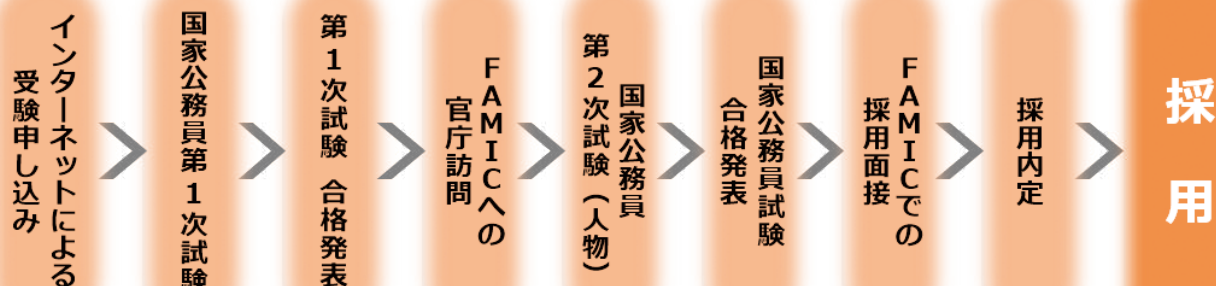 インターネットによる
受験申し込み
国家公務員第1次試験
第1次試験 合格発表
FAMICへの
官庁訪問
国家公務員
第2次試験（人物）
国家公務員試験
合格発表
FAMICでの
採用面接
採用内定
採用